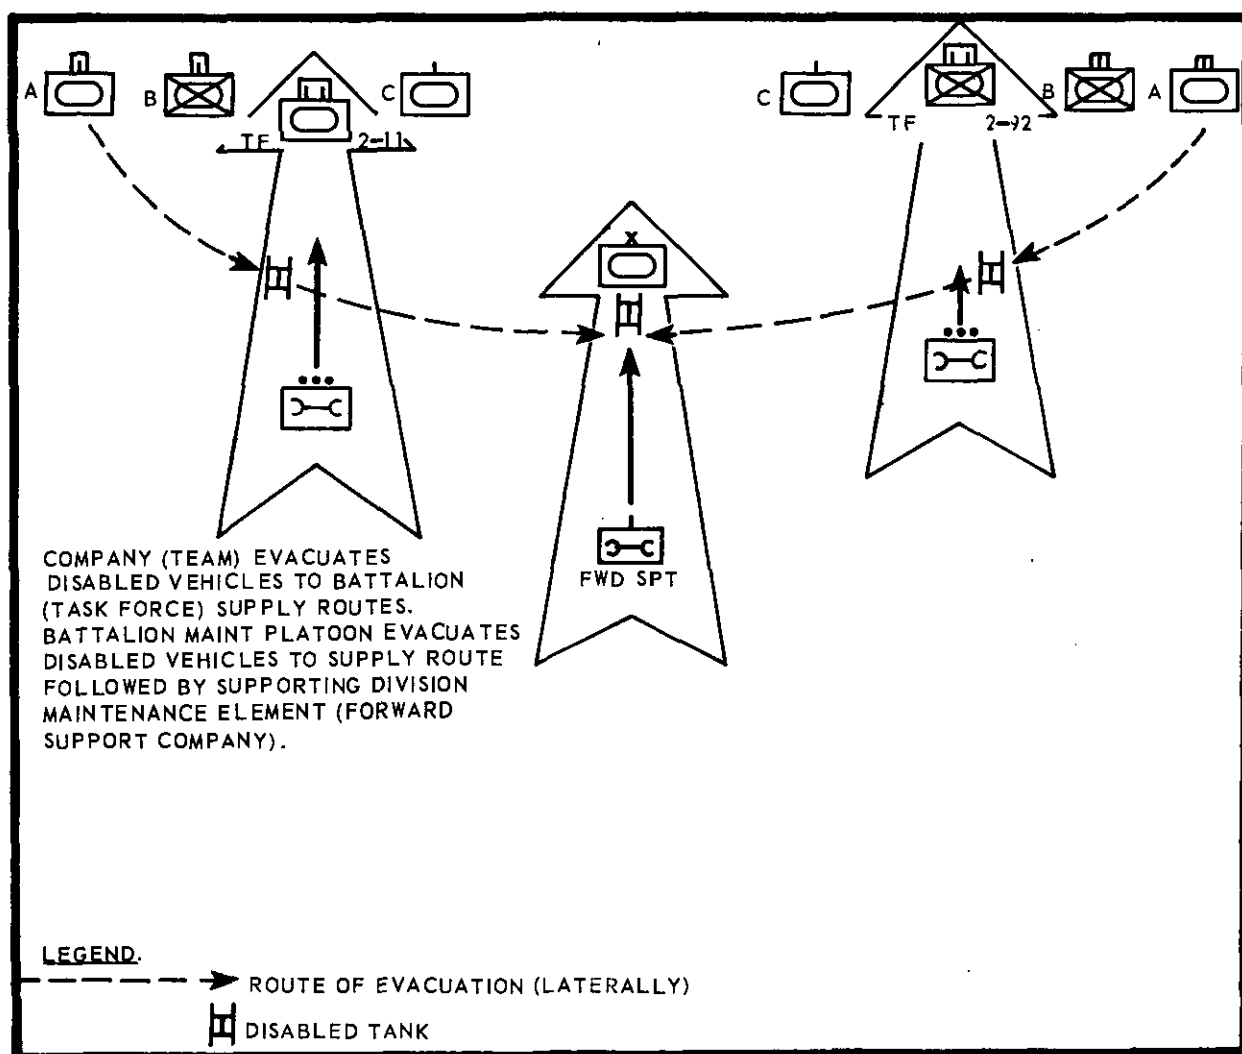 A
B
C
C
B
A
TF 2-11
TF 2-92
X
FWD SPT
COMPANY (TEAM) EVACUATES
DISABLED VEHICLES TO BATTALION
(TASK FORCE) SUPPLY ROUTES.
BATTALION MAINT PLATOON EVACUATES
DISABLED VEHICLES TO SUPPLY ROUTE
FOLLOWED BY SUPPORTING DIVISION
MAINTENANCE ELEMENT (FORWARD
SUPPORT COMPANY).
LEGEND.
ROUTE OF EVACUATION (LATERALLY)
DISABLED TANK